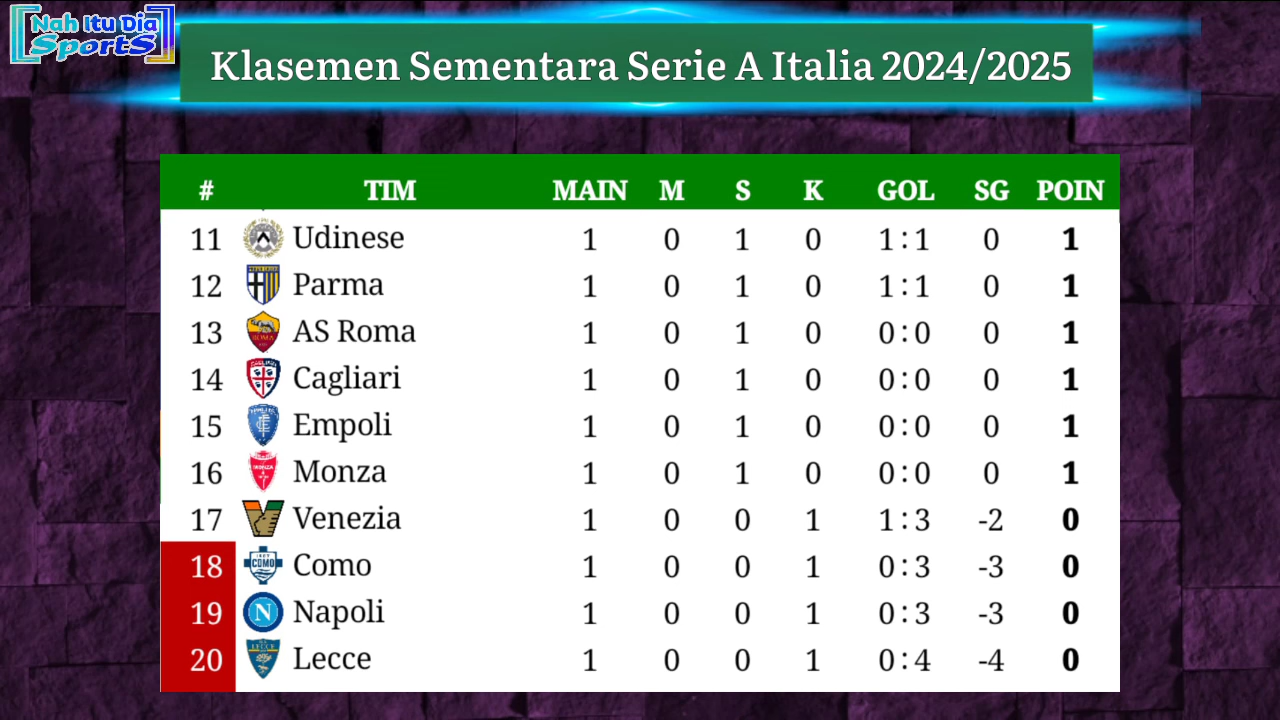 Nah Itu Dia
SportS
Klasemen Sementara Serie A Italia 2024/2025
# TIM MAIN M S K GOL SG POIN
11 Udinese 1 0 1 0 1:1 0 1
12 Parma 1 0 1 0 1:1 0 1
13 AS Roma 1 0 1 0 0:0 0 1
14 Cagliari 1 0 1 0 0:0 0 1
15 Empoli 1 0 1 0 0:0 0 1
16 Monza 1 0 1 0 0:0 0 1
17 Venezia 1 0 0 1 1:3 -2 0
18 COMO Como 1 0 0 1 0:3 -3 0
19 N Napoli 1 0 0 1 0:3 -3 0
20 Lecce 1 0 0 1 0:4 -4 0